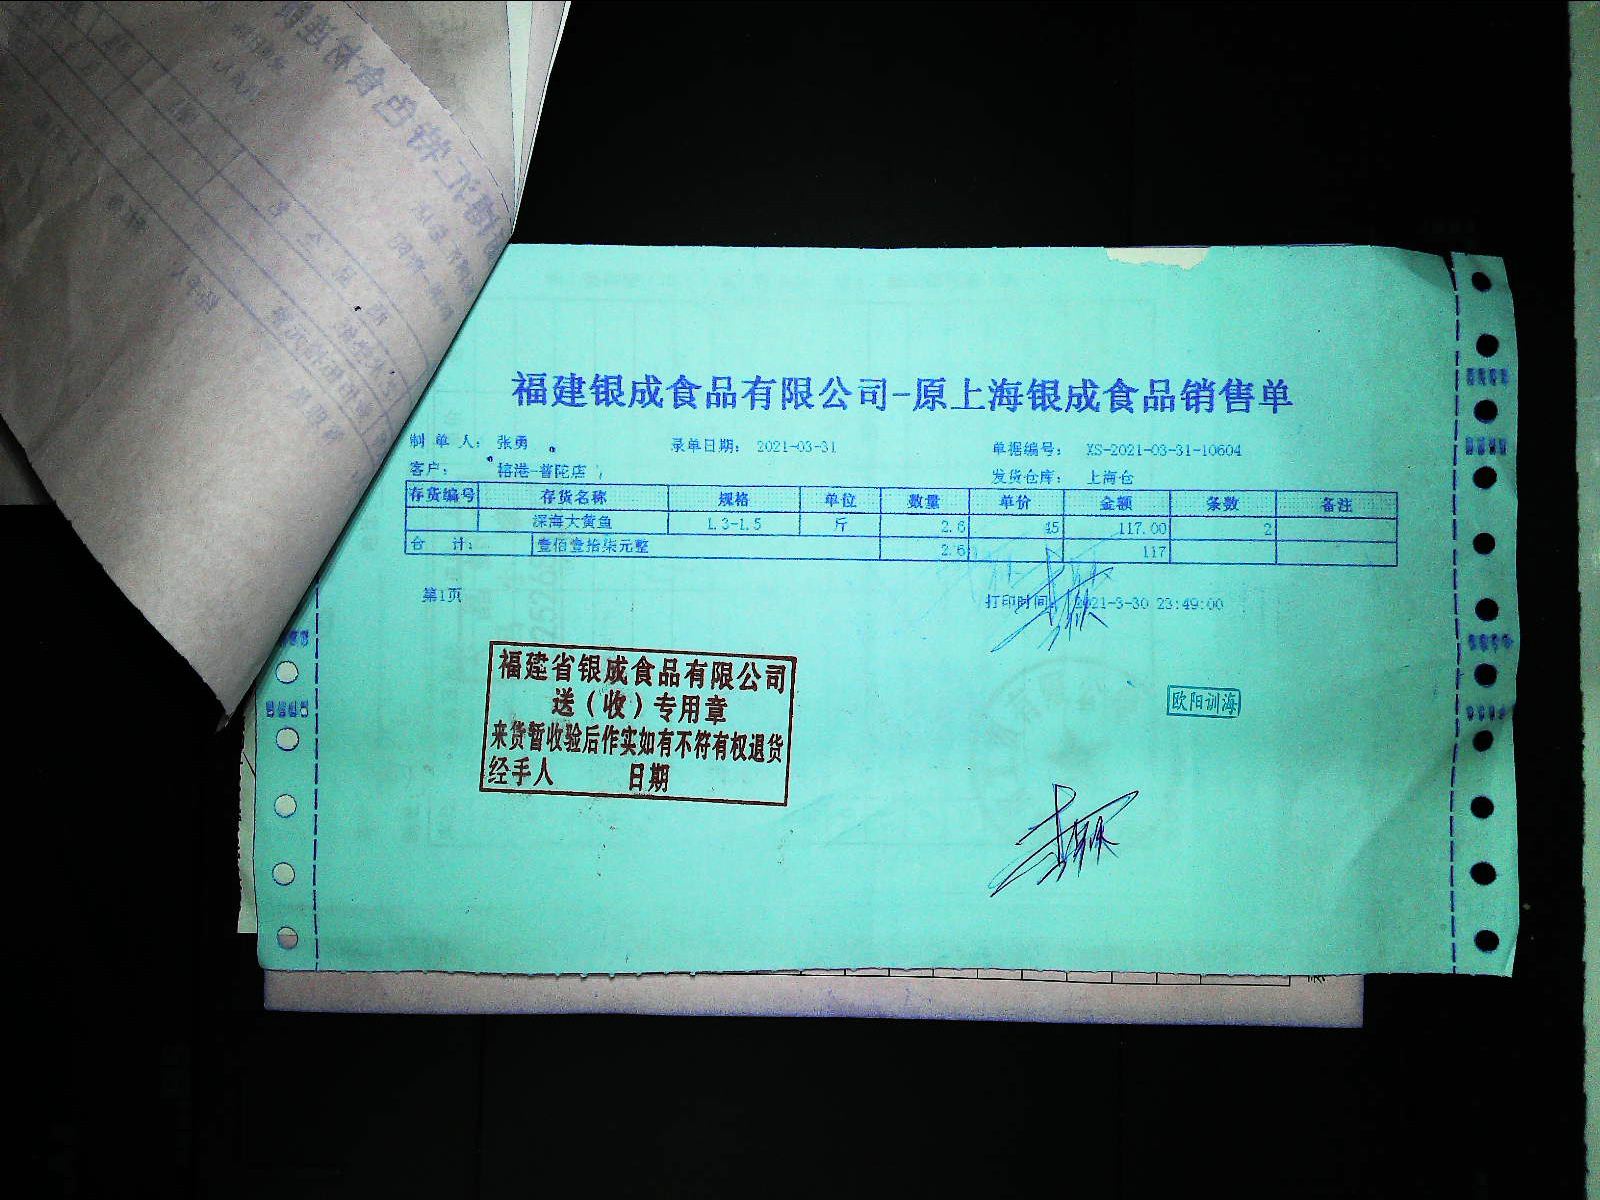 福建银成食品有限公司-原上海银成食品销售单
制 单 人: 张勇 录单日期: 2021-03-31 单据编号: XS-2021-03-31-10604
客户: 榕港-普陀店 发货仓库: 上海仓
存货编号 存货名称 规格 单位 数量 单价 金额 条数 备注
深海大黄鱼 1.3-1.5 斤 2.6 45 117.00 2
合 计: 壹佰壹拾柒元整 2.6 117
第1页 打印时间: 2021-3-30 23:49:00
福建省银成食品有限公司
送（收）专用章
来货暂收验后作实如有不符有权退货
经手人 日期
欧阳训海